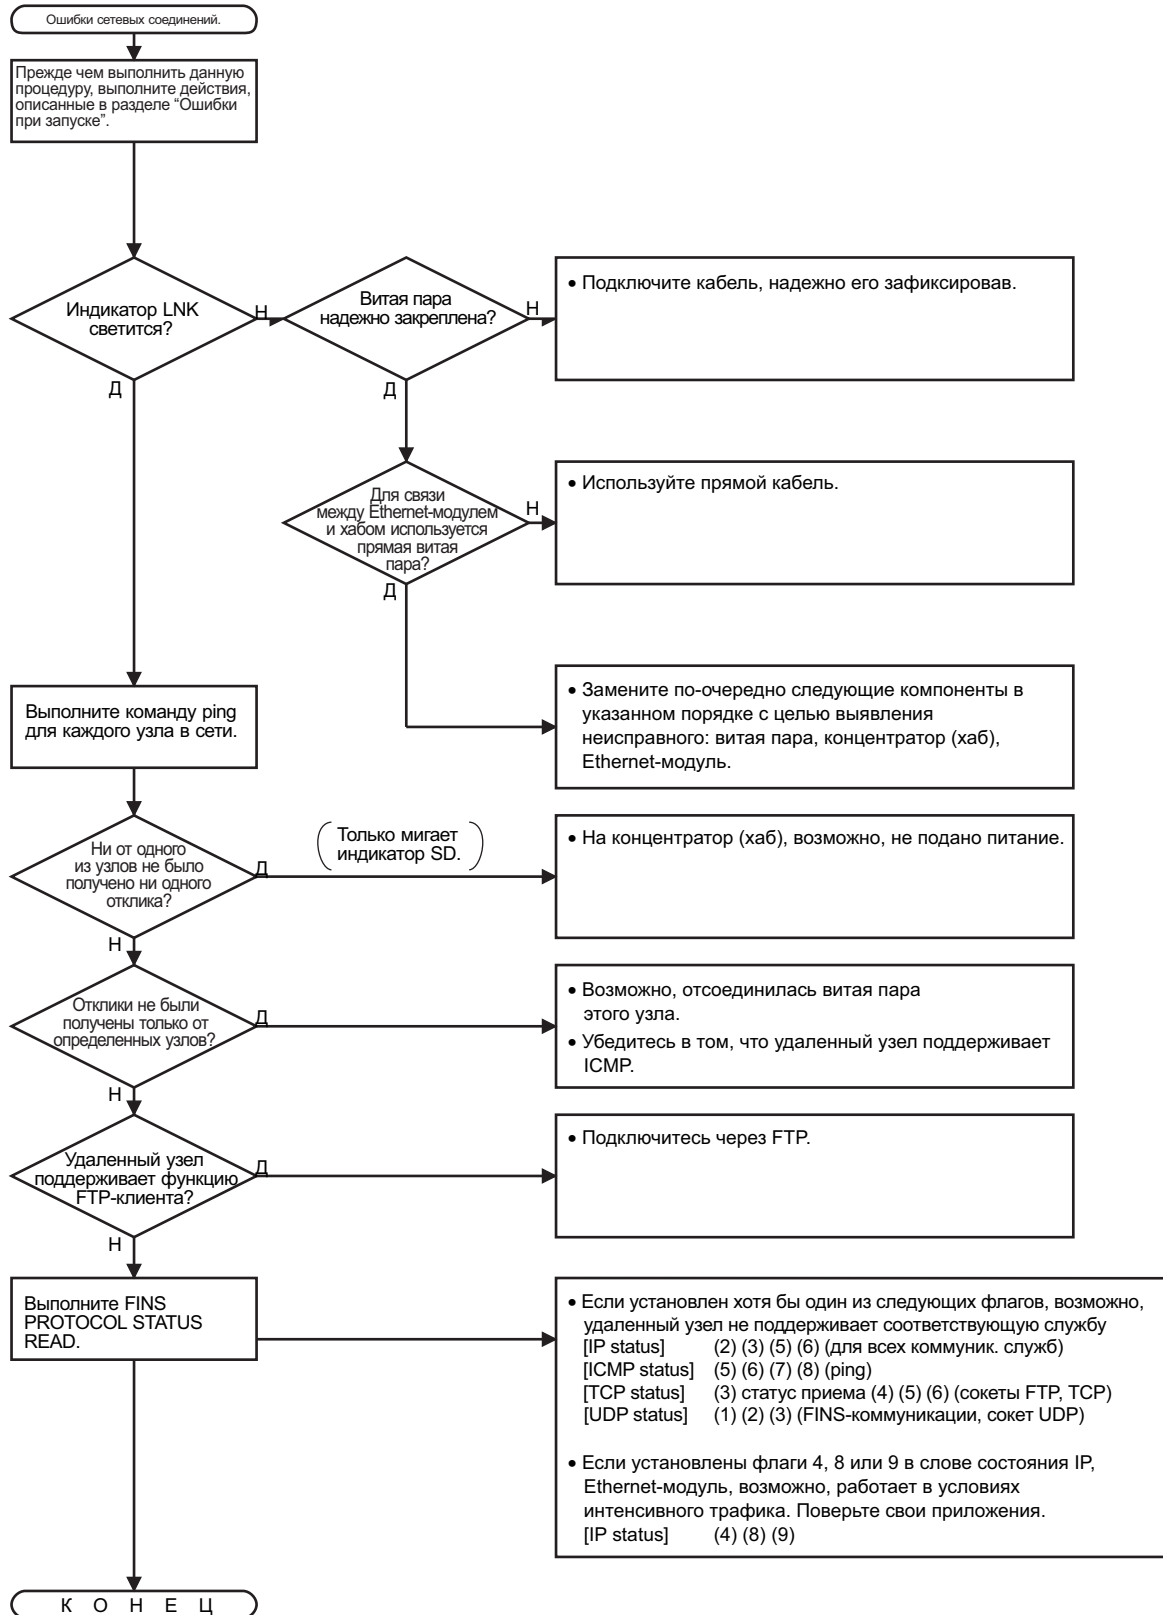 Ошибки сетевых соединений.
Прежде чем выполнить данную
процедуру, выполните действия,
описанные в разделе “Ошибки
при запуске”.
Индикатор LNK
светится?
Н
Витая пара
надежно закреплена?
Н
• Подключите кабель, надежно его зафиксировав.
Д
Д
Для связи
между Ethernet-модулем
и хабом используется
прямая витая
пара?
Н
• Используйте прямой кабель.
Д
Выполните команду ping
для каждого узла в сети.
• Замените по-очередно следующие компоненты в
указанном порядке с целью выявления
неисправного: витая пара, концентратор (хаб),
Ethernet-модуль.
Ни от одного
из узлов не было
получено ни одного
отклика?
Д
Только мигает
индикатор SD.
• На концентратор (хаб), возможно, не подано питание.
Н
Отклики не были
получены только от
определенных узлов?
Д
• Возможно, отсоединилась витая пара
этого узла.
• Убедитесь в том, что удаленный узел поддерживает
ICMP.
Н
Удаленный узел
поддерживает функцию
FTP-клиента?
Д
• Подключитесь через FTP.
Н
Выполните FINS
PROTOCOL STATUS
READ.
• Если установлен хотя бы один из следующих флагов, возможно,
удаленный узел не поддерживает соответствующую службу
[IP status] (2) (3) (5) (6) (для всех коммуник. служб)
[ICMP status] (5) (6) (7) (8) (ping)
[TCP status] (3) статус приема (4) (5) (6) (сокеты FTP, TCP)
[UDP status] (1) (2) (3) (FINS-коммуникации, сокет UDP)
• Если установлены флаги 4, 8 или 9 в слове состояния IP,
Ethernet-модуль, возможно, работает в условиях
интенсивного трафика. Поверьте свои приложения.
[IP status] (4) (8) (9)
К О Н Е Ц